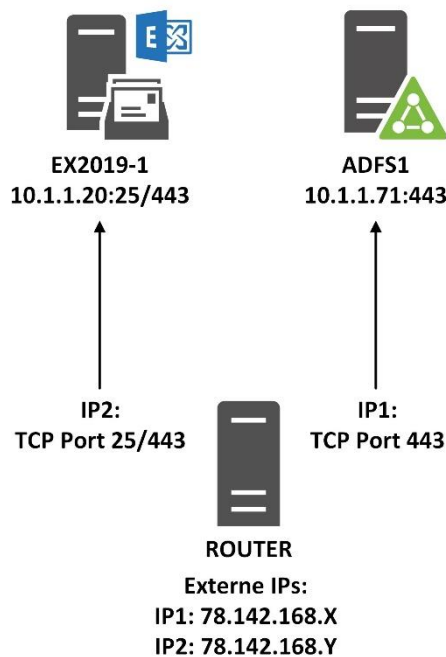 E
EX2019-1
10.1.1.20:25/443
ADFS1
10.1.1.71:443
IP2:
TCP Port 25/443
IP1:
TCP Port 443
ROUTER
Externe IPs:
IP1: 78.142.168.X
IP2: 78.142.168.Y